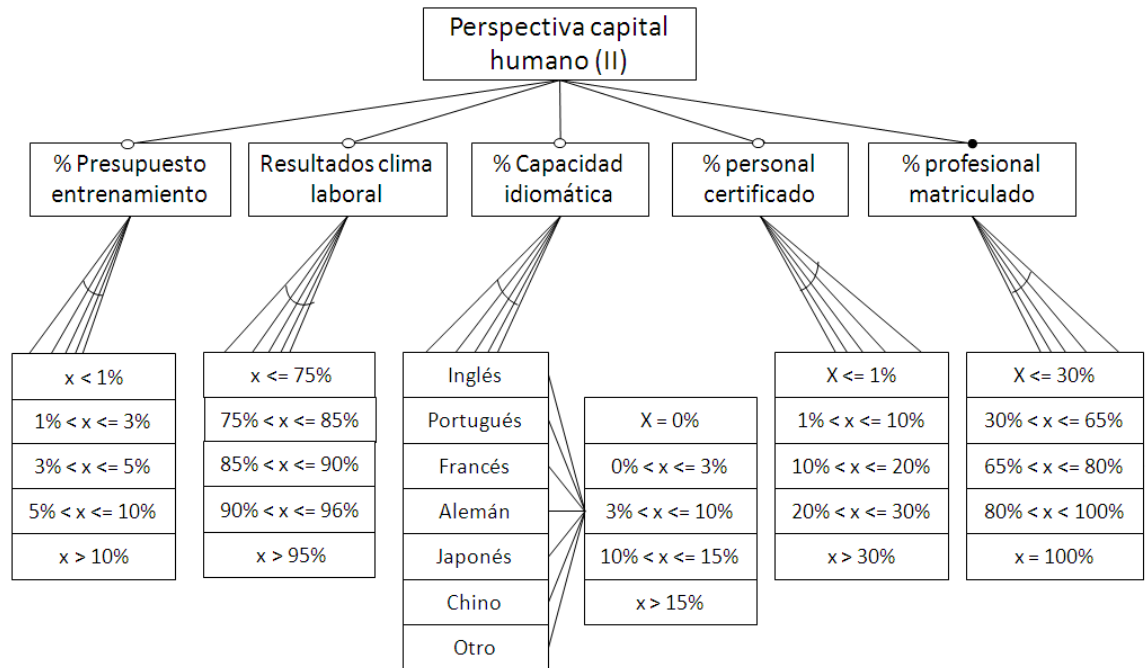 Perspectiva capital
humano (II)
% Presupuesto
entrenamiento
Resultados clima
laboral
% Capacidad
idiomática
% personal
certificado
% profesional
matriculado
x < 1%
1% < x <= 3%
3% < x <= 5%
5% < x <= 10%
x > 10%
x <= 75%
75% < x <= 85%
85% < x <= 90%
90% < x <= 96%
x > 95%
Inglés
Portugués
Francés
Alemán
Japonés
Chino
Otro
X = 0%
0% < x <= 3%
3% < x <= 10%
10% < x <= 15%
x > 15%
X <= 1%
1% < x <= 10%
10% < x <= 20%
20% < x <= 30%
x > 30%
X <= 30%
30% < x <= 65%
65% < x <= 80%
80% < x < 100%
x = 100%